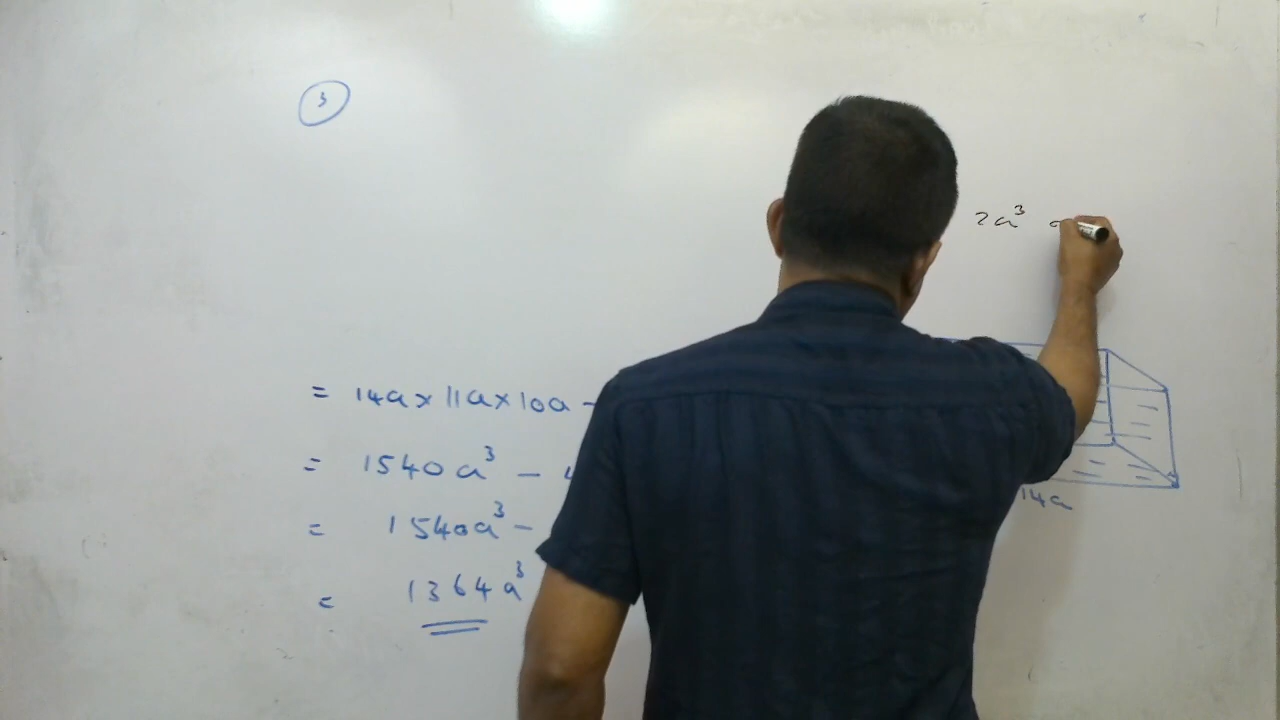 3
2a³
= 14a × 11a × 10a -
= 1540a³ -
= 1540a³ -
= 1364a³
14a